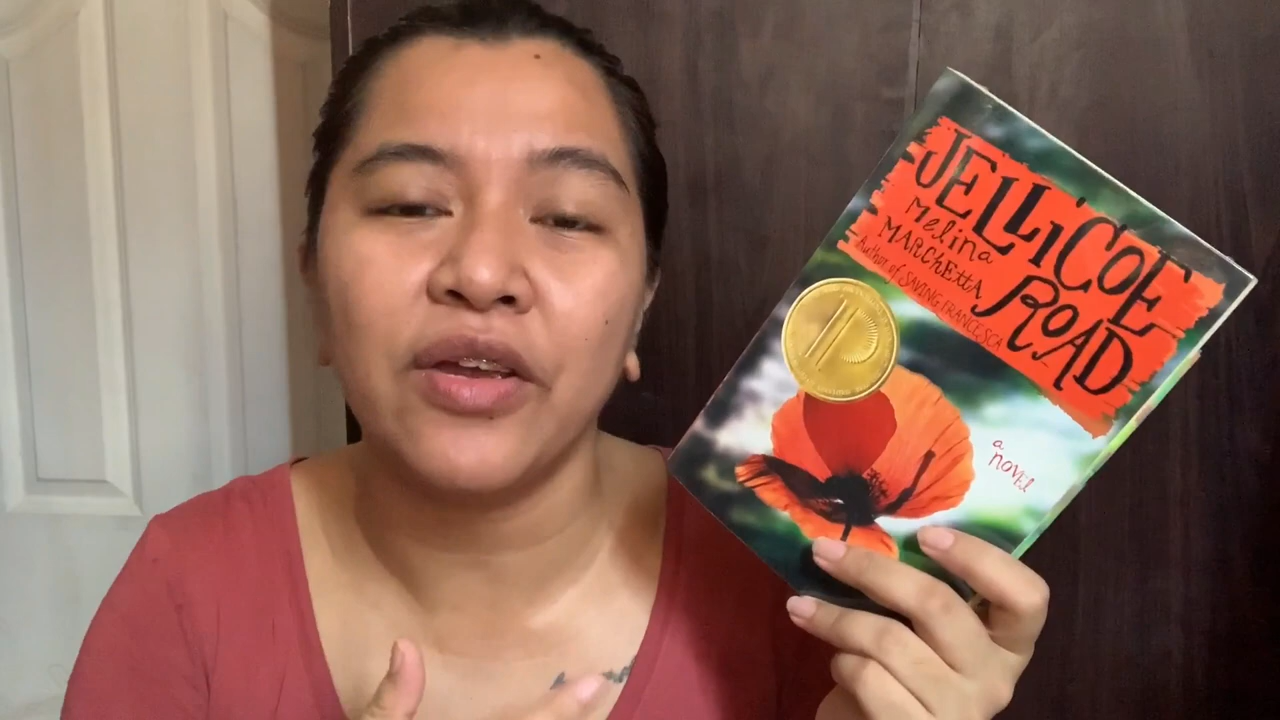 JELLICOE
Melina
MARCHETTA
ROAD
Author of SAVING FRANCESCA
a
novel